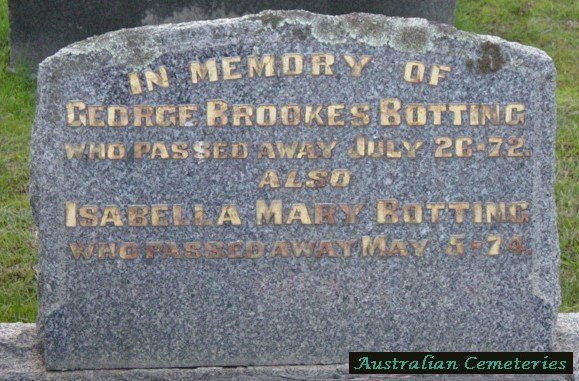 IN MEMORY OF
GEORGE BROOKES BOTTING
WHO PASSED AWAY JULY 26-72.
ALSO
ISABELLA MARY BOTTING
WHO PASSED AWAY MAY 5-74.
Australian Cemeteries